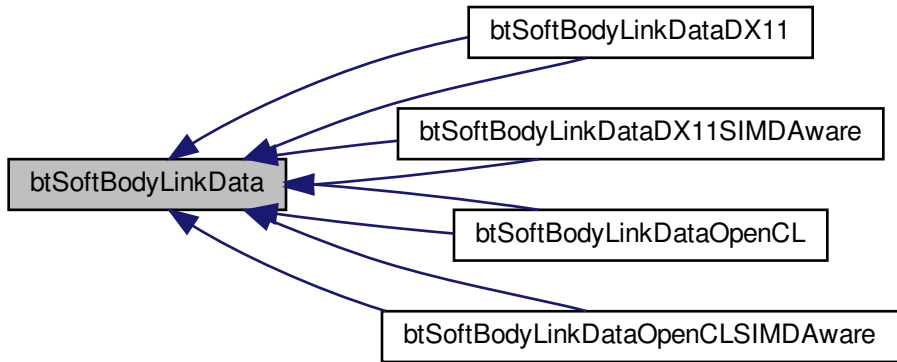 btSoftBodyLinkDataDX11
btSoftBodyLinkDataDX11SIMDAware
btSoftBodyLinkData
btSoftBodyLinkDataOpenCL
btSoftBodyLinkDataOpenCLSIMDAware